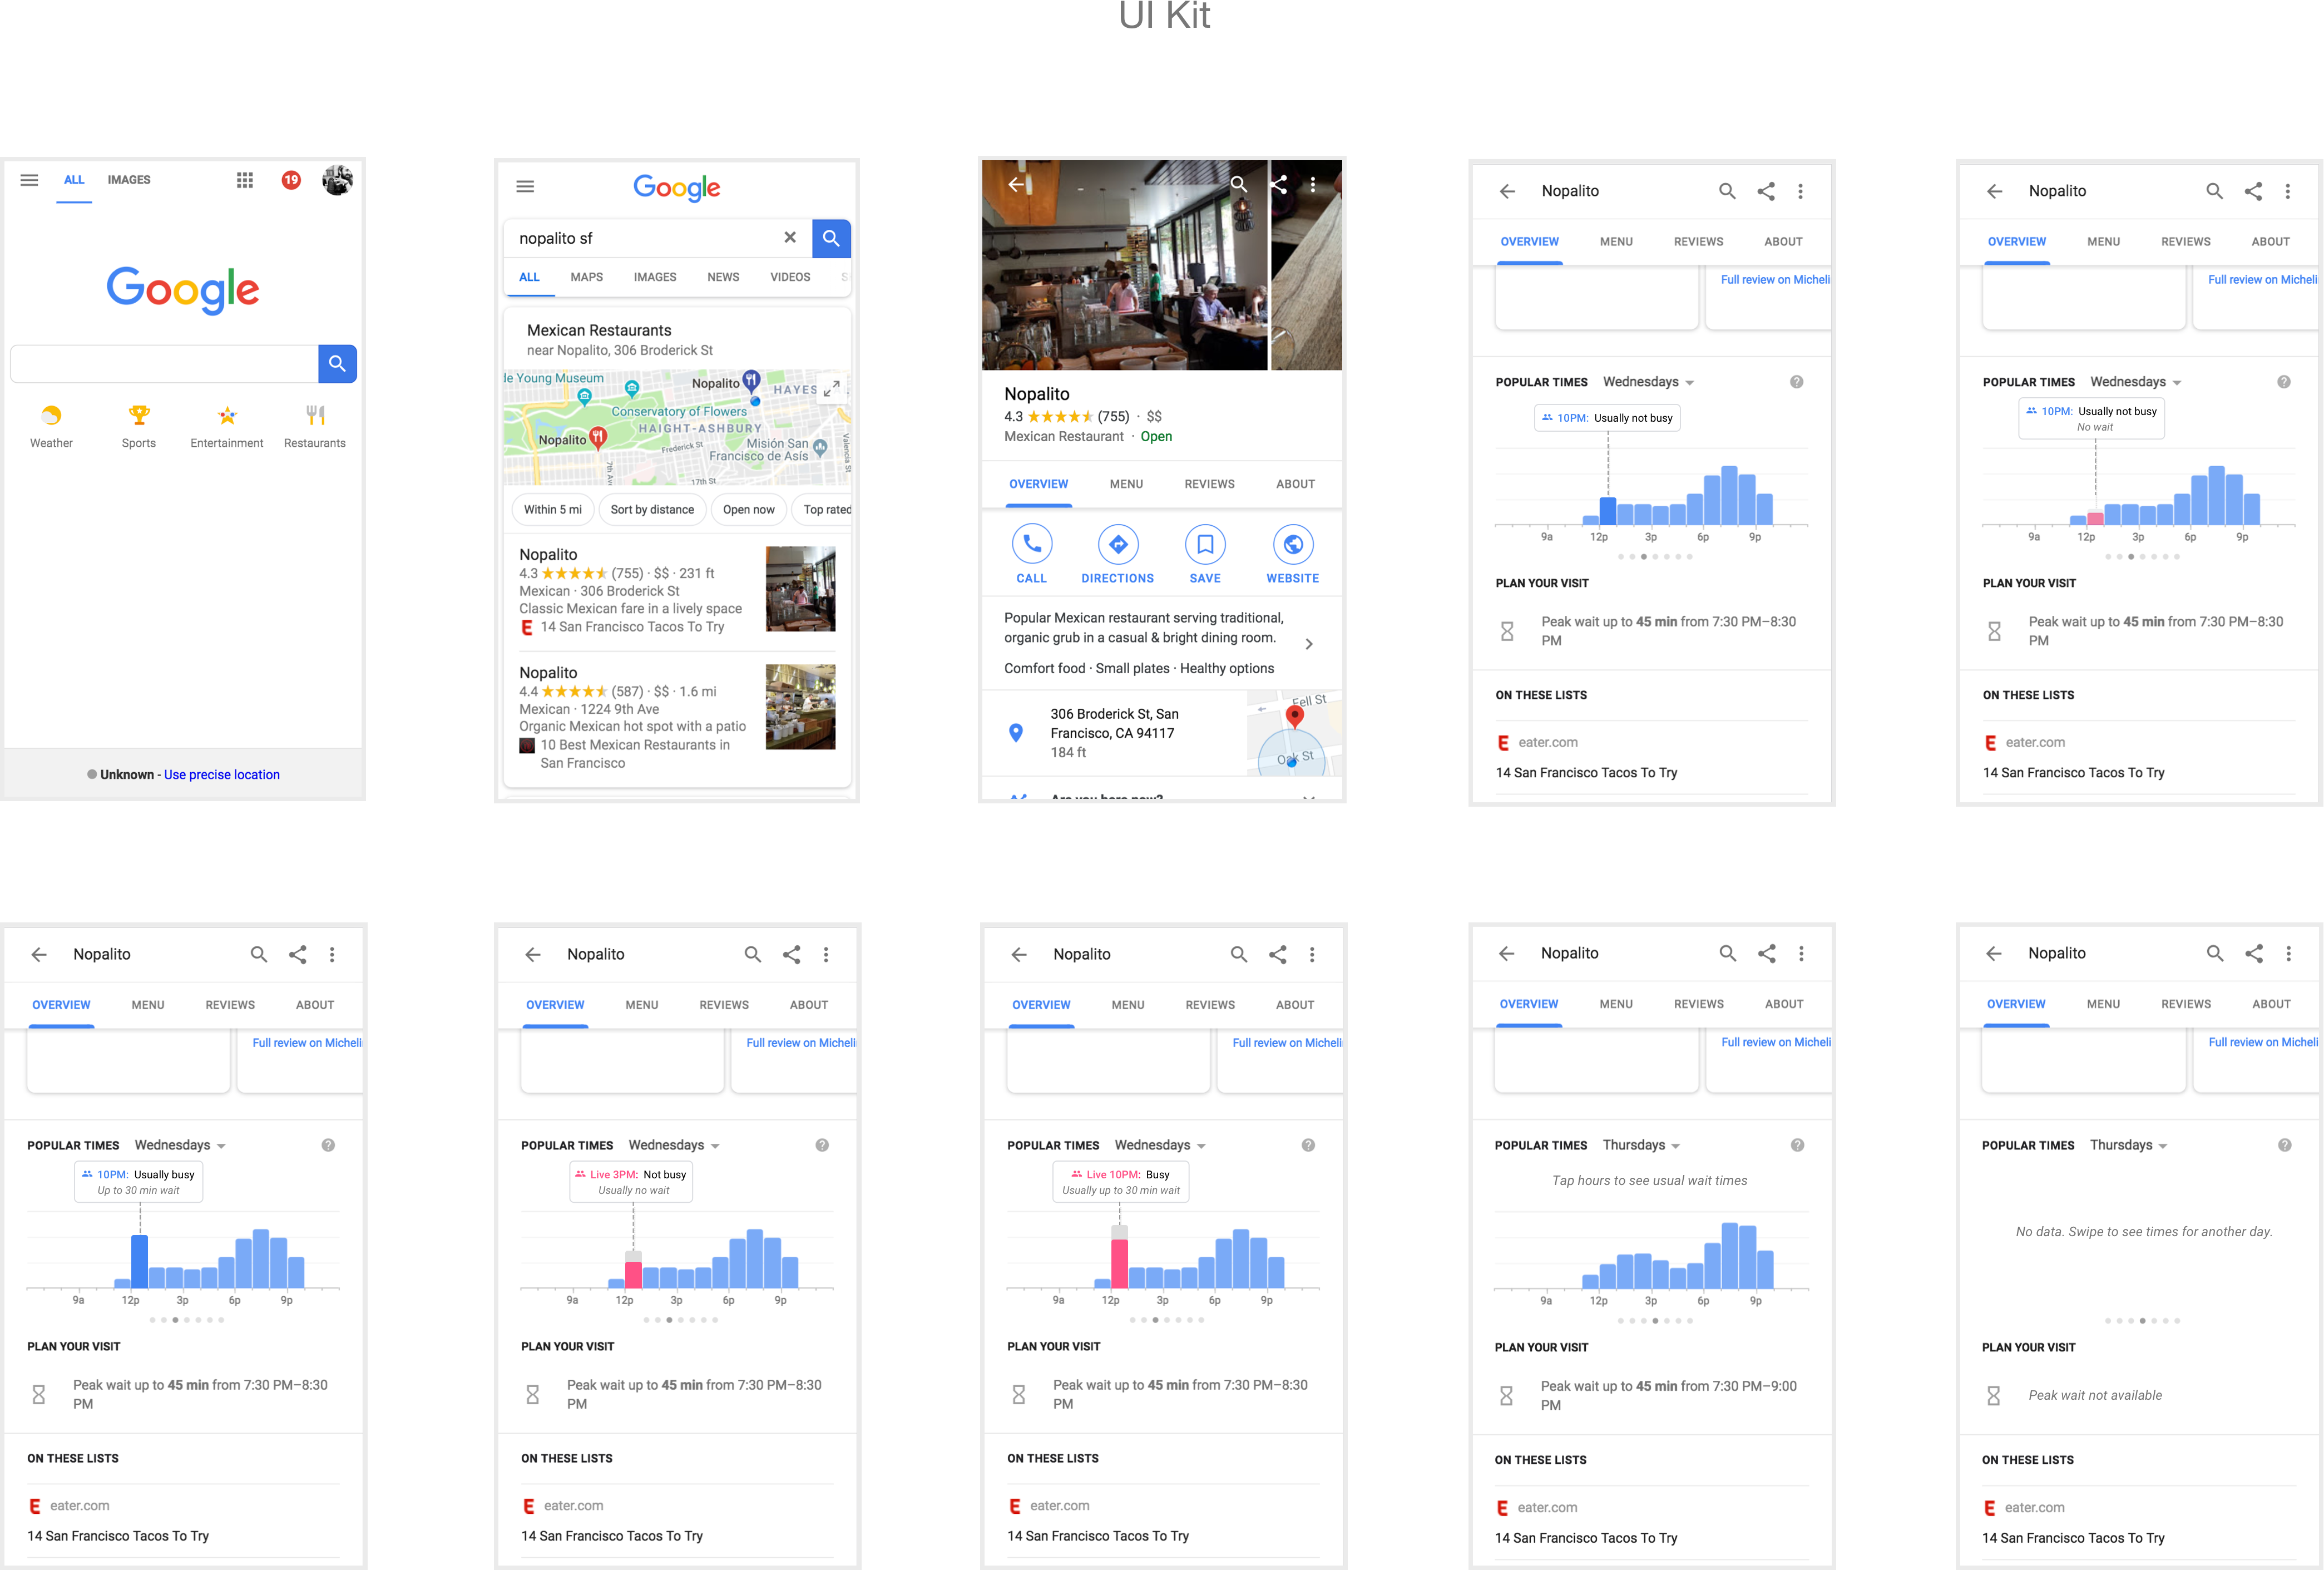 UI Kit
ALL IMAGES 19
Google
Weather Sports Entertainment Restaurants
Unknown - Use precise location
Google
nopalito sf
ALL MAPS IMAGES NEWS VIDEOS S
Mexican Restaurants
near Nopalito, 306 Broderick St
de Young Museum
Nopalito
HAYES
Conservatory of Flowers
HAIGHT-ASHBURY
Nopalito
Frederick St
Misión San
Francisco de Asís
7th Av
17th St
Valencia St
Within 5 mi Sort by distance Open now Top rated
Nopalito
4.3 (755) · $$ · 231 ft
Mexican · 306 Broderick St
Classic Mexican fare in a lively space
E 14 San Francisco Tacos To Try
Nopalito
4.4 (587) · $$ · 1.6 mi
Mexican · 1224 9th Ave
Organic Mexican hot spot with a patio
10 Best Mexican Restaurants in
San Francisco
Nopalito
4.3 (755) · $$
Mexican Restaurant · Open
OVERVIEW MENU REVIEWS ABOUT
CALL DIRECTIONS SAVE WEBSITE
Popular Mexican restaurant serving traditional,
organic grub in a casual & bright dining room.
Comfort food · Small plates · Healthy options
306 Broderick St, San
Francisco, CA 94117
184 ft
Fell St
Oak St
Are you here now?
Nopalito
OVERVIEW MENU REVIEWS ABOUT
Full review on Micheli
POPULAR TIMES Wednesdays ?
10PM: Usually not busy
9a 12p 3p 6p 9p
PLAN YOUR VISIT
Peak wait up to 45 min from 7:30 PM–8:30
PM
ON THESE LISTS
E eater.com
14 San Francisco Tacos To Try
Nopalito
OVERVIEW MENU REVIEWS ABOUT
Full review on Micheli
POPULAR TIMES Wednesdays ?
10PM: Usually not busy
No wait
9a 12p 3p 6p 9p
PLAN YOUR VISIT
Peak wait up to 45 min from 7:30 PM–8:30
PM
ON THESE LISTS
E eater.com
14 San Francisco Tacos To Try
Nopalito
OVERVIEW MENU REVIEWS ABOUT
Full review on Micheli
POPULAR TIMES Wednesdays ?
10PM: Usually busy
Up to 30 min wait
9a 12p 3p 6p 9p
PLAN YOUR VISIT
Peak wait up to 45 min from 7:30 PM–8:30
PM
ON THESE LISTS
E eater.com
14 San Francisco Tacos To Try
Nopalito
OVERVIEW MENU REVIEWS ABOUT
Full review on Micheli
POPULAR TIMES Wednesdays ?
Live 3PM: Not busy
Usually no wait
9a 12p 3p 6p 9p
PLAN YOUR VISIT
Peak wait up to 45 min from 7:30 PM–8:30
PM
ON THESE LISTS
E eater.com
14 San Francisco Tacos To Try
Nopalito
OVERVIEW MENU REVIEWS ABOUT
Full review on Micheli
POPULAR TIMES Wednesdays ?
Live 10PM: Busy
Usually up to 30 min wait
9a 12p 3p 6p 9p
PLAN YOUR VISIT
Peak wait up to 45 min from 7:30 PM–8:30
PM
ON THESE LISTS
E eater.com
14 San Francisco Tacos To Try
Nopalito
OVERVIEW MENU REVIEWS ABOUT
Full review on Micheli
POPULAR TIMES Thursdays ?
Tap hours to see usual wait times
9a 12p 3p 6p 9p
PLAN YOUR VISIT
Peak wait up to 45 min from 7:30 PM–9:00
PM
ON THESE LISTS
E eater.com
14 San Francisco Tacos To Try
Nopalito
OVERVIEW MENU REVIEWS ABOUT
Full review on Micheli
POPULAR TIMES Thursdays ?
No data. Swipe to see times for another day.
PLAN YOUR VISIT
Peak wait not available
ON THESE LISTS
E eater.com
14 San Francisco Tacos To Try